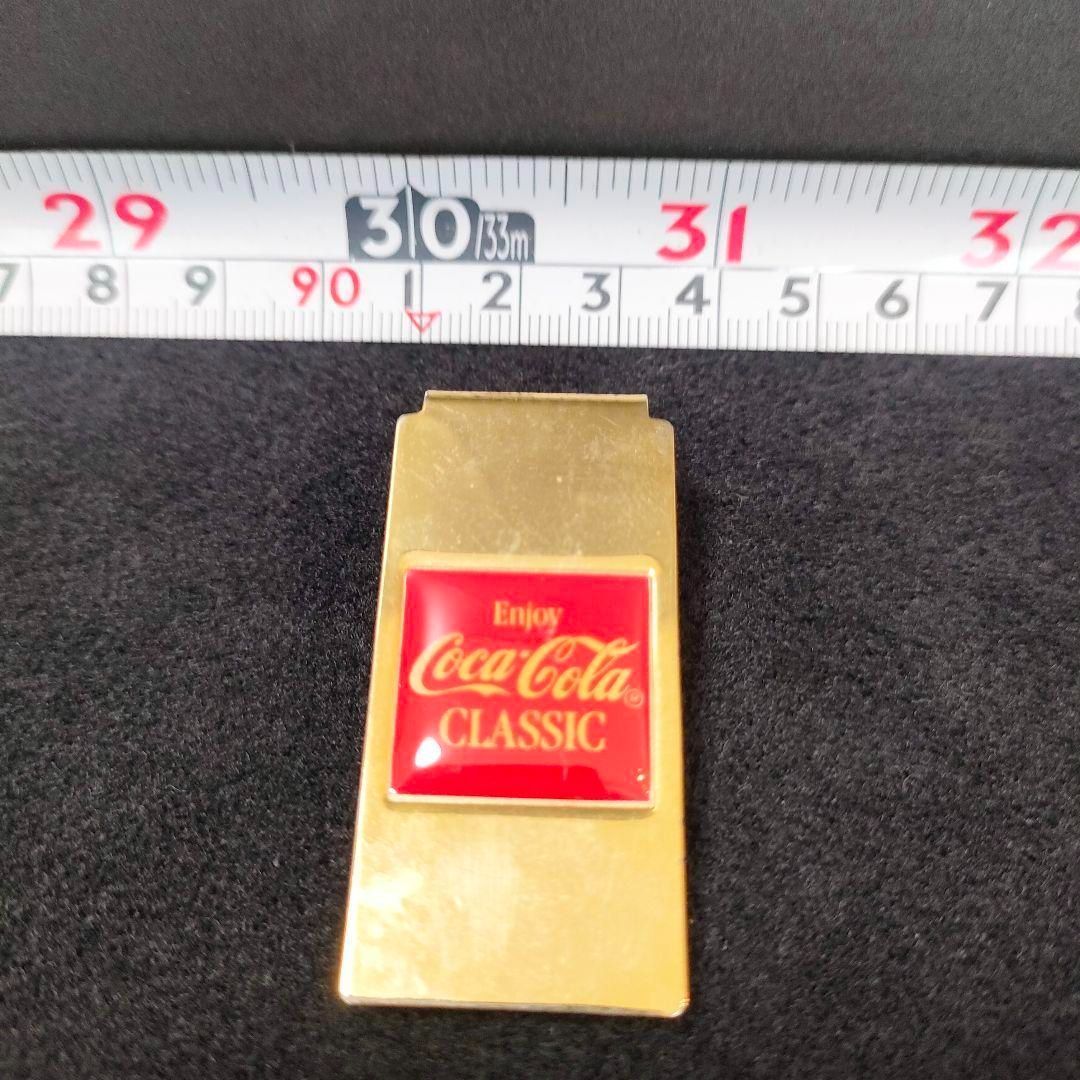 29 30/33m 31 32
7 8 9 90 1 2 3 4 5 6 7 8
Enjoy
Coca-Cola®
CLASSIC